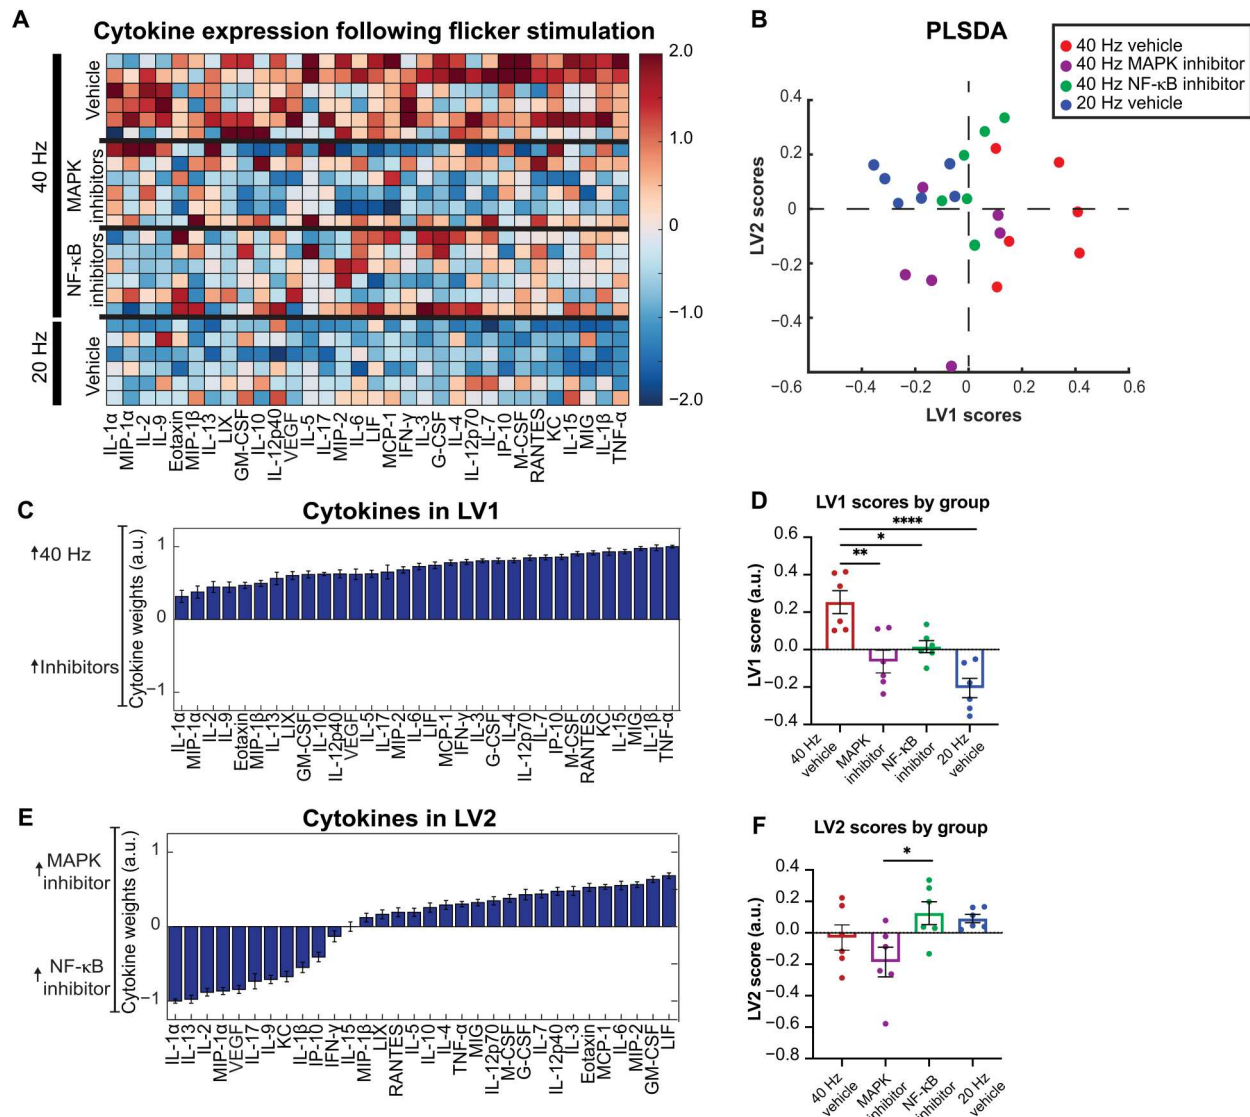 A
Cytokine expression following flicker stimulation
40 Hz
20 Hz
Vehicle
MAPK
inhibitors
NF-κB
inhibitors
Vehicle
2.0
1.0
0
−1.0
−2.0
IL-1α
MIP-1α
IL-2
IL-9
Eotaxin
MIP-1β
IL-13
LIX
GM-CSF
IL-10
IL-12p40
VEGF
IL-5
IL-17
MIP-2
IL-6
LIF
MCP-1
IFN-γ
IL-3
G-CSF
IL-4
IL-12p70
IL-7
IP-10
M-CSF
RANTES
KC
IL-15
MIG
IL-1β
TNF-α
B
PLSDA
40 Hz vehicle
40 Hz MAPK inhibitor
40 Hz NF-κB inhibitor
20 Hz vehicle
LV2 scores
0.4
0.2
0
−0.2
−0.4
−0.6
−0.4
−0.2
0
0.2
0.4
0.6
LV1 scores
C
Cytokines in LV1
↑40 Hz
↑Inhibitors
Cytokine weights (a.u.)
1
0
−1
IL-1α
MIP-1α
IL-2
IL-9
Eotaxin
MIP-1β
IL-13
LIX
GM-CSF
IL-10
IL-12p40
VEGF
IL-5
IL-17
MIP-2
IL-6
LIF
MCP-1
IFN-γ
IL-3
G-CSF
IL-4
IL-12p70
IL-7
IP-10
M-CSF
RANTES
KC
IL-15
MIG
IL-1β
TNF-α
D
LV1 scores by group
****
*
**
LV1 score (a.u.)
0.6
0.4
0.2
0.0
−0.2
−0.4
40 Hz
vehicle
MAPK
inhibitor
NF-κB
inhibitor
20 Hz
vehicle
E
Cytokines in LV2
↑MAPK
inhibitor
↑NF-κB
inhibitor
Cytokine weights (a.u.)
1
0
−1
IL-1α
IL-13
IL-2
MIP-1α
VEGF
IL-17
IL-9
KC
IL-1β
IP-10
IFN-γ
IL-15
MIP-1β
LIX
RANTES
IL-5
IL-10
IL-4
TNF-α
MIG
IL-12p70
M-CSF
G-CSF
IL-7
IL-12p40
IL-3
Eotaxin
MCP-1
IL-6
MIP-2
GM-CSF
LIF
F
LV2 scores by group
*
LV2 score (a.u.)
0.4
0.2
0.0
−0.2
−0.4
−0.6
−0.8
40 Hz
vehicle
MAPK
inhibitor
NF-κB
inhibitor
20 Hz
vehicle